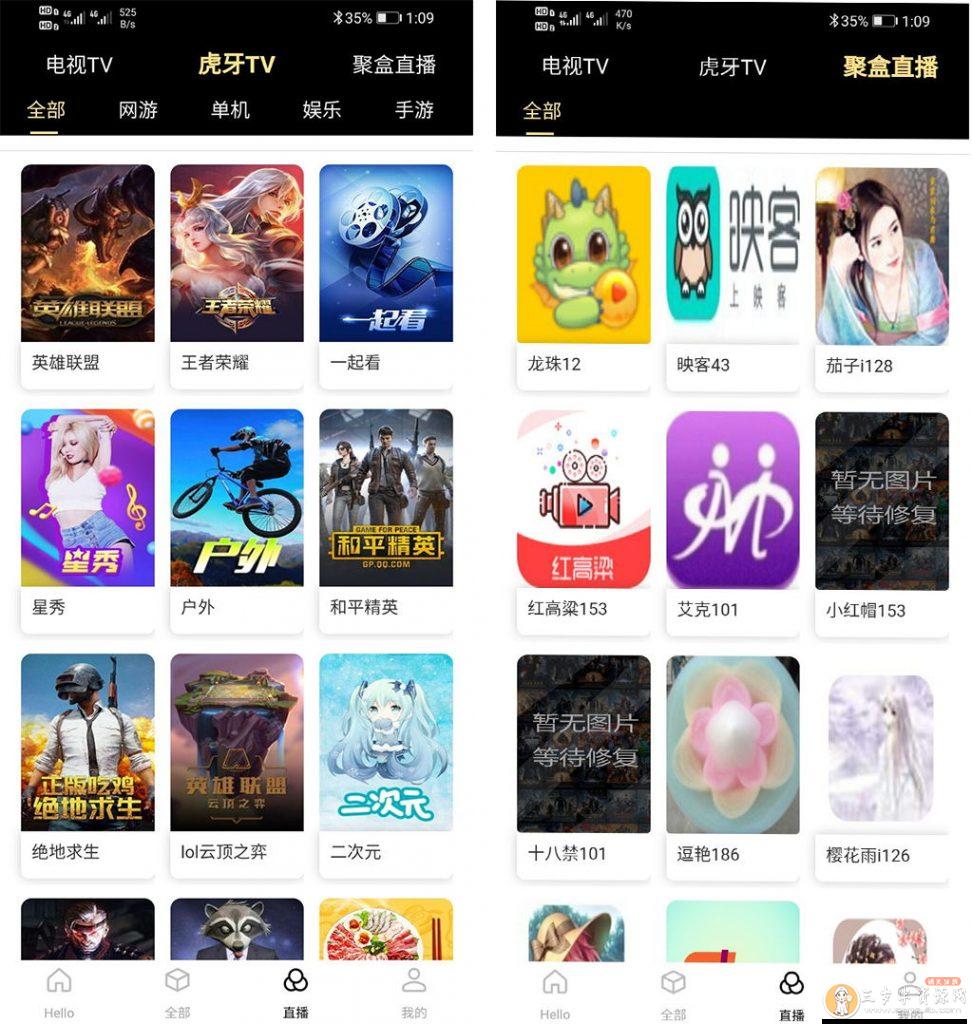 HD 4G 4G 525 B/s 35% 1:09
HD
电视TV 虎牙TV 聚盒直播
全部 网游 单机 娱乐 手游
英雄联盟
LEAGUE LEGENDS
王者荣耀
一起看
英雄联盟 王者荣耀 一起看
星秀
户外
GAME FOR PEACE
和平精英
GP.QQ.COM
星秀 户外 和平精英
正版吃鸡
绝地求生
英雄联盟
云顶之弈
二次元
绝地求生 lol云顶之弈 二次元
Hello 全部 直播 我的
HD 4G 4G 470 K/s 35% 1:09
HD
电视TV 虎牙TV 聚盒直播
全部
映客
上映客
龙珠12 映客43 茄子i128
红高粱
暂无图片
等待修复
红高粱153 艾克101 小红帽153
暂无图片
等待修复
十八禁101 逗艳186 樱花雨i126
Hello 全部 直播 我的
三岁半资源网